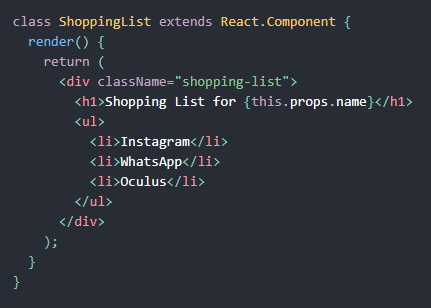 class ShoppingList extends React.Component {
  render() {
    return (
      <div className="shopping-list">
        <h1>Shopping List for {this.props.name}</h1>
        <ul>
          <li>Instagram</li>
          <li>WhatsApp</li>
          <li>Oculus</li>
        </ul>
      </div>
    );
  }
}